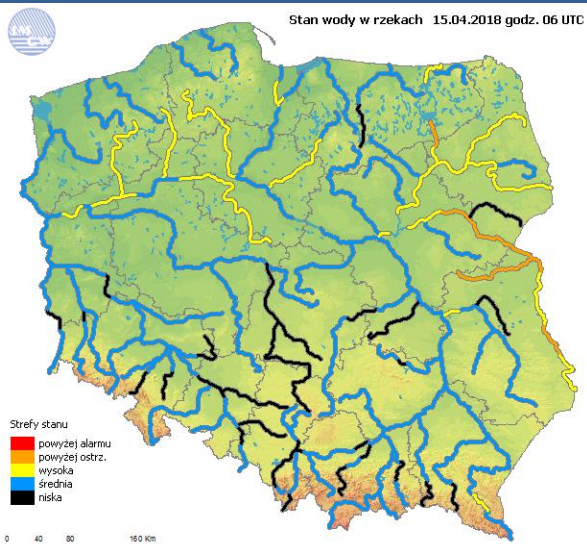 Stan wody w rzekach 15.04.2018 godz. 06 UTC
Strefy stanu
powyżej alarmu
powyżej ostrz.
wysoka
średnia
niska
0 40 80 160 Km